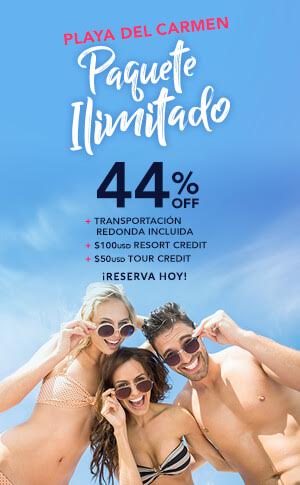 PLAYA DEL CARMEN
Paquete
Ilimitado
44%
OFF
+ TRANSPORTACIÓN
REDONDA INCLUIDA
+ $100USD RESORT CREDIT
+ $50USD TOUR CREDIT
¡RESERVA HOY!